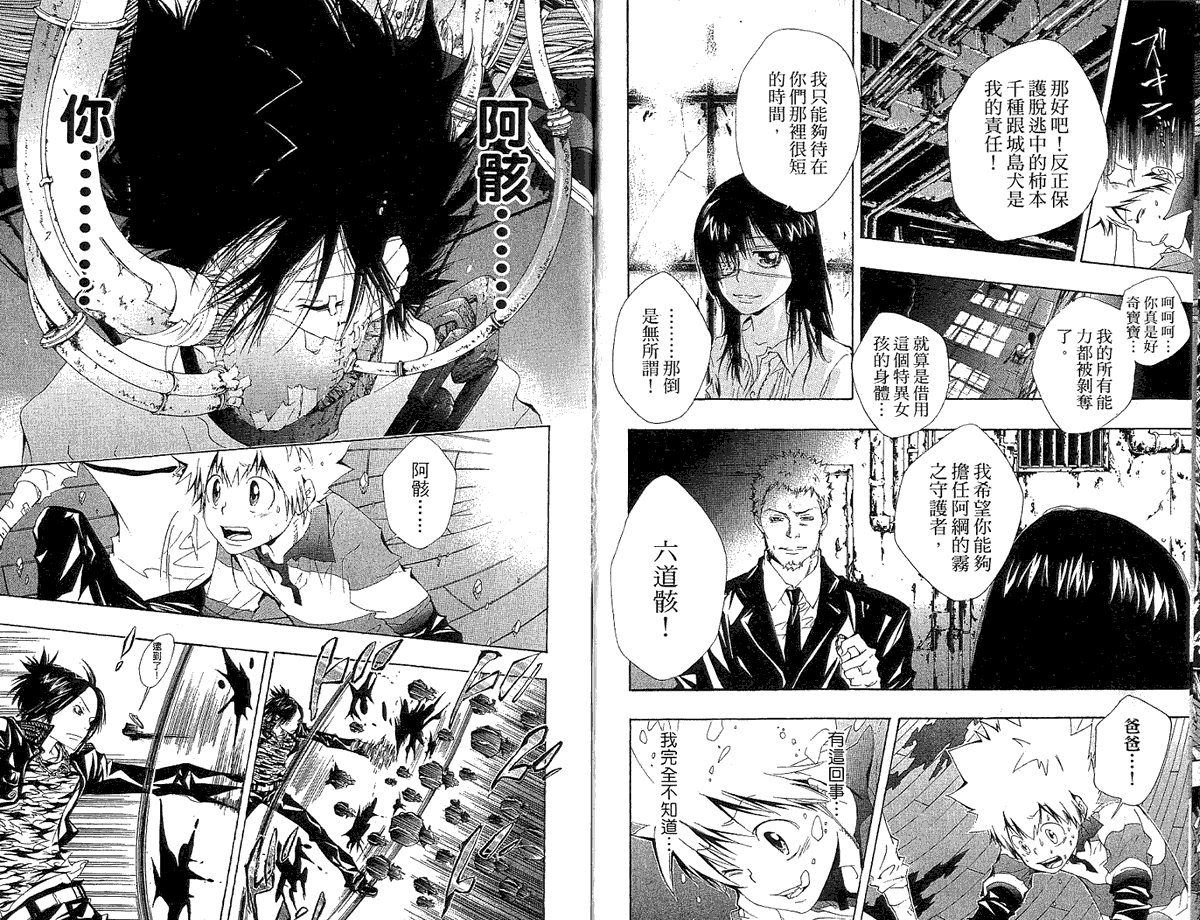 ズキン…
那好吧！反正保
護脫逃中的柿本
千種跟城島犬是
我的責任！
我只能夠待在
你們那裡很短
的時間，
呵呵呵…
你真是好
奇寶寶…
我的所有能
力都被剝奪
了。
就算是借用
這個特異女
孩的身體…
………那倒
是無所謂！
我希望你能夠
擔任阿綱的霧
之守護者，
六道骸！
爸爸…！
有這回事…
我完全不知道…
阿骸………
你………
阿骸……
還到了